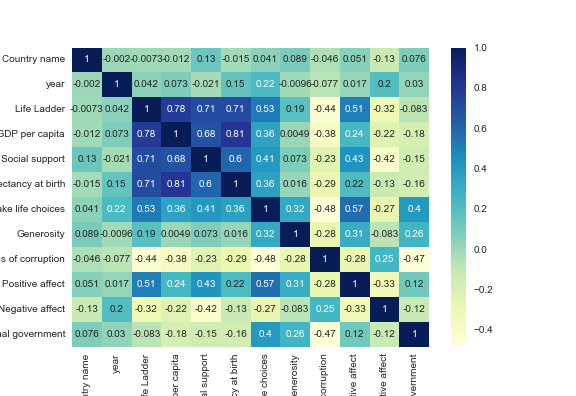 Country name 1 -0.002 -0.0073 -0.012 0.13 -0.015 0.041 0.089 -0.046 0.051 -0.13 0.076
year -0.002 1 0.042 0.073 -0.021 0.15 0.22 -0.0096 -0.077 0.017 0.2 0.03
Life Ladder -0.0073 0.042 1 0.78 0.71 0.71 0.53 0.19 -0.44 0.51 -0.32 -0.083
GDP per capita -0.012 0.073 0.78 1 0.68 0.81 0.36 0.0049 -0.38 0.24 -0.22 -0.18
Social support 0.13 -0.021 0.71 0.68 1 0.6 0.41 0.073 -0.23 0.43 -0.42 -0.15
ectancy at birth -0.015 0.15 0.71 0.81 0.6 1 0.36 0.016 -0.29 0.22 -0.13 -0.16
ake life choices 0.041 0.22 0.53 0.36 0.41 0.36 1 0.32 -0.48 0.57 -0.27 0.4
Generosity 0.089 -0.0096 0.19 0.0049 0.073 0.016 0.32 1 -0.28 0.31 -0.083 0.26
s of corruption -0.046 -0.077 -0.44 -0.38 -0.23 -0.29 -0.48 -0.28 1 -0.28 0.25 -0.47
Positive affect 0.051 0.017 0.51 0.24 0.43 0.22 0.57 0.31 -0.28 1 -0.33 0.12
Negative affect -0.13 0.2 -0.32 -0.22 -0.42 -0.13 -0.27 -0.083 0.25 -0.33 1 -0.12
nal government 0.076 0.03 -0.083 -0.18 -0.15 -0.16 0.4 0.26 -0.47 0.12 -0.12 1
try name
year
fe Ladder
per capita
al support
cy at birth
e choices
enerosity
corruption
tive affect
tive affect
vernment
1.0
0.8
0.6
0.4
0.2
0.0
−0.2
−0.4